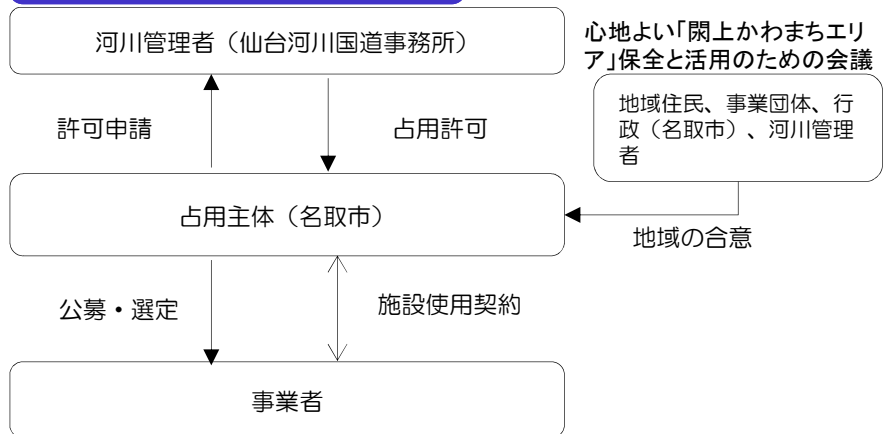 河川管理者（仙台河川国道事務所）
心地よい「閖上かわまちエリ
ア」保全と活用のための会議
地域住民、事業団体、行
政（名取市）、河川管理
者
許可申請
占用許可
占用主体（名取市）
地域の合意
公募・選定
施設使用契約
事業者